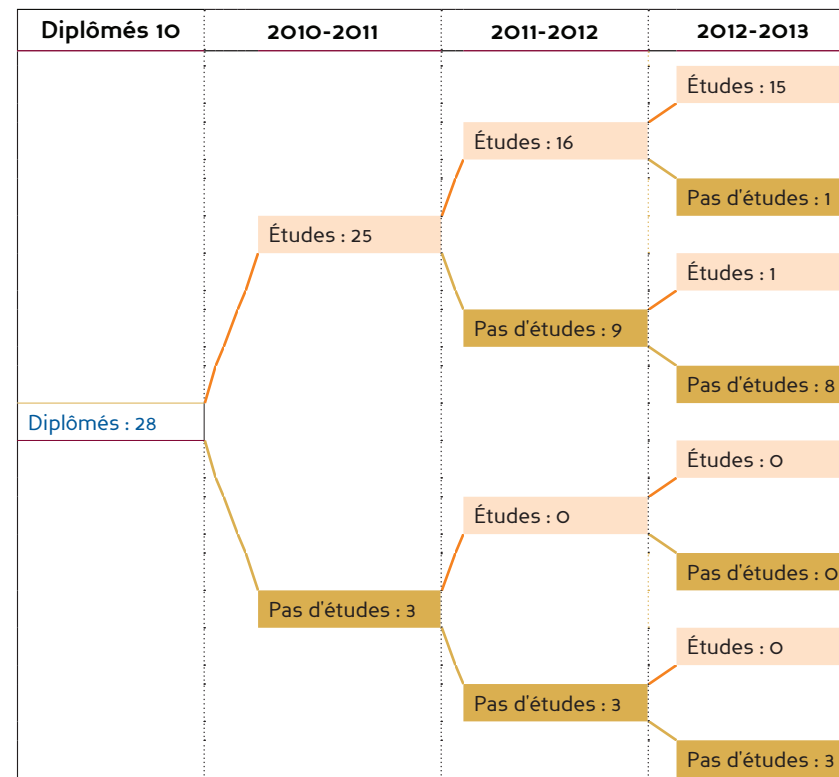 Diplômés 10 2010-2011 2011-2012 2012-2013
Études : 15
Études : 16
Pas d'études : 1
Études : 25
Études : 1
Pas d'études : 9
Pas d'études : 8
Diplômés : 28
Études : 0
Études : 0
Pas d'études : 0
Pas d'études : 3
Études : 0
Pas d'études : 3
Pas d'études : 3